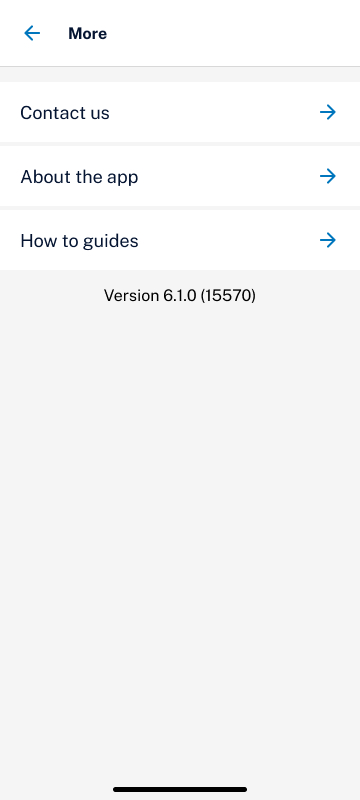 More
Contact us
About the app
How to guides
Version 6.1.0 (15570)